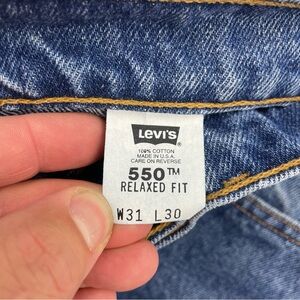 LEVI'S®
100% COTTON
MADE IN U.S.A.
CARE ON REVERSE
550™
RELAXED FIT
W31 L30